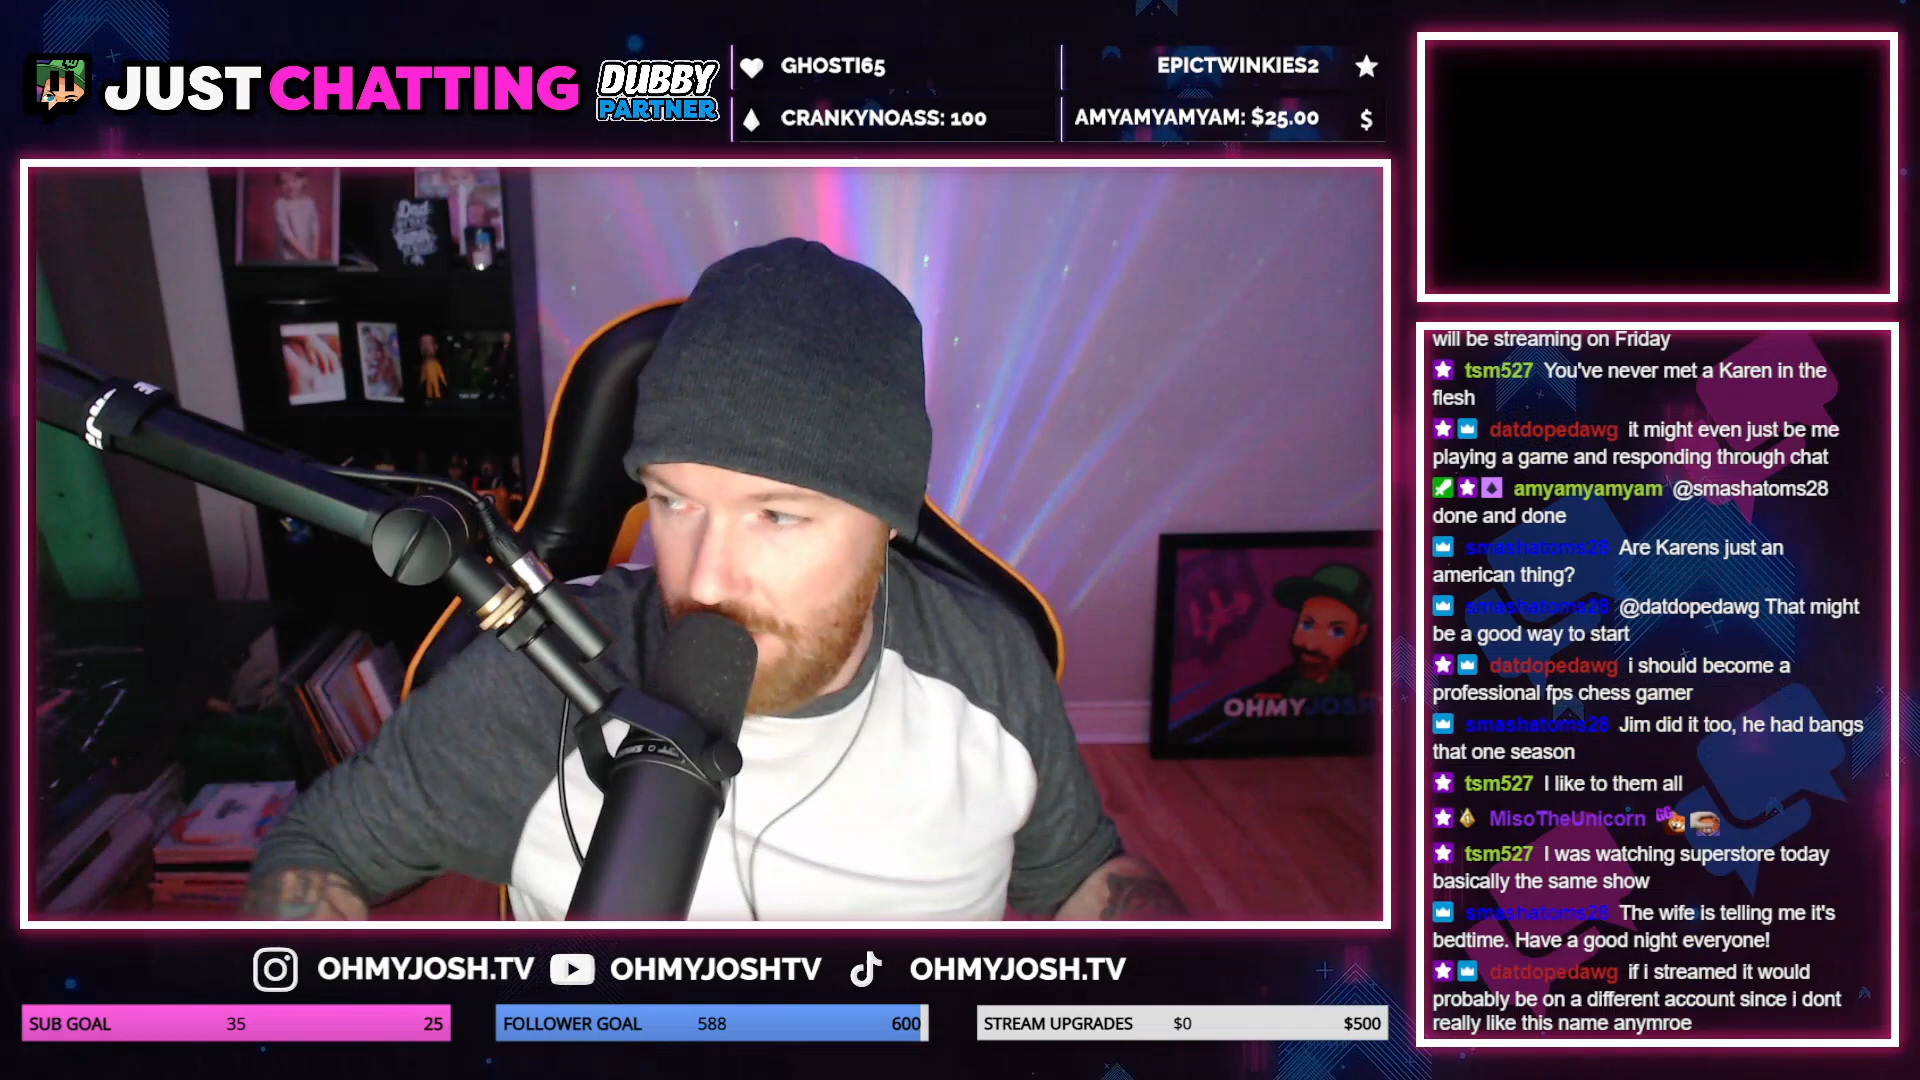 JUST CHATTING
DUBBY
PARTNER
GHOSTI65
CRANKYNOASS: 100
EPICTWINKIES2
AMYAMYAMYAM: $25.00
$
OHMYJOSH
will be streaming on Friday
tsm527 You've never met a Karen in the
flesh
datdopedawg it might even just be me
playing a game and responding through chat
amyamyamyam @smashatoms28
done and done
smashatoms28 Are Karens just an
american thing?
smashatoms28 @datdopedawg That might
be a good way to start
datdopedawg i should become a
professional fps chess gamer
smashatoms28 Jim did it too, he had bangs
that one season
tsm527 I like to them all
MisoTheUnicorn
tsm527 I was watching superstore today
basically the same show
smashatoms28 The wife is telling me it's
bedtime. Have a good night everyone!
datdopedawg if i streamed it would
probably be on a different account since i dont
really like this name anymroe
OHMYJOSH.TV
OHMYJOSHTV
OHMYJOSH.TV
SUB GOAL 35 25
FOLLOWER GOAL 588 600
STREAM UPGRADES $0 $500